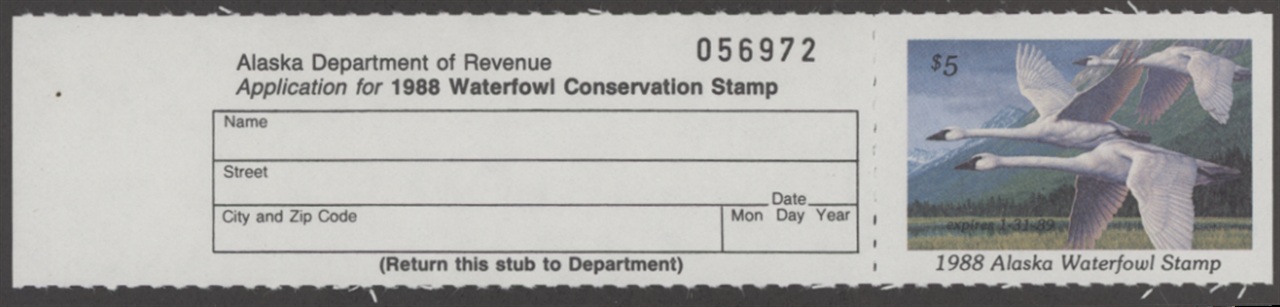 056972
Alaska Department of Revenue
Application for 1988 Waterfowl Conservation Stamp
Name
Street
City and Zip Code
Date
Mon Day Year
(Return this stub to Department)
$5
expires 1-31-89
1988 Alaska Waterfowl Stamp